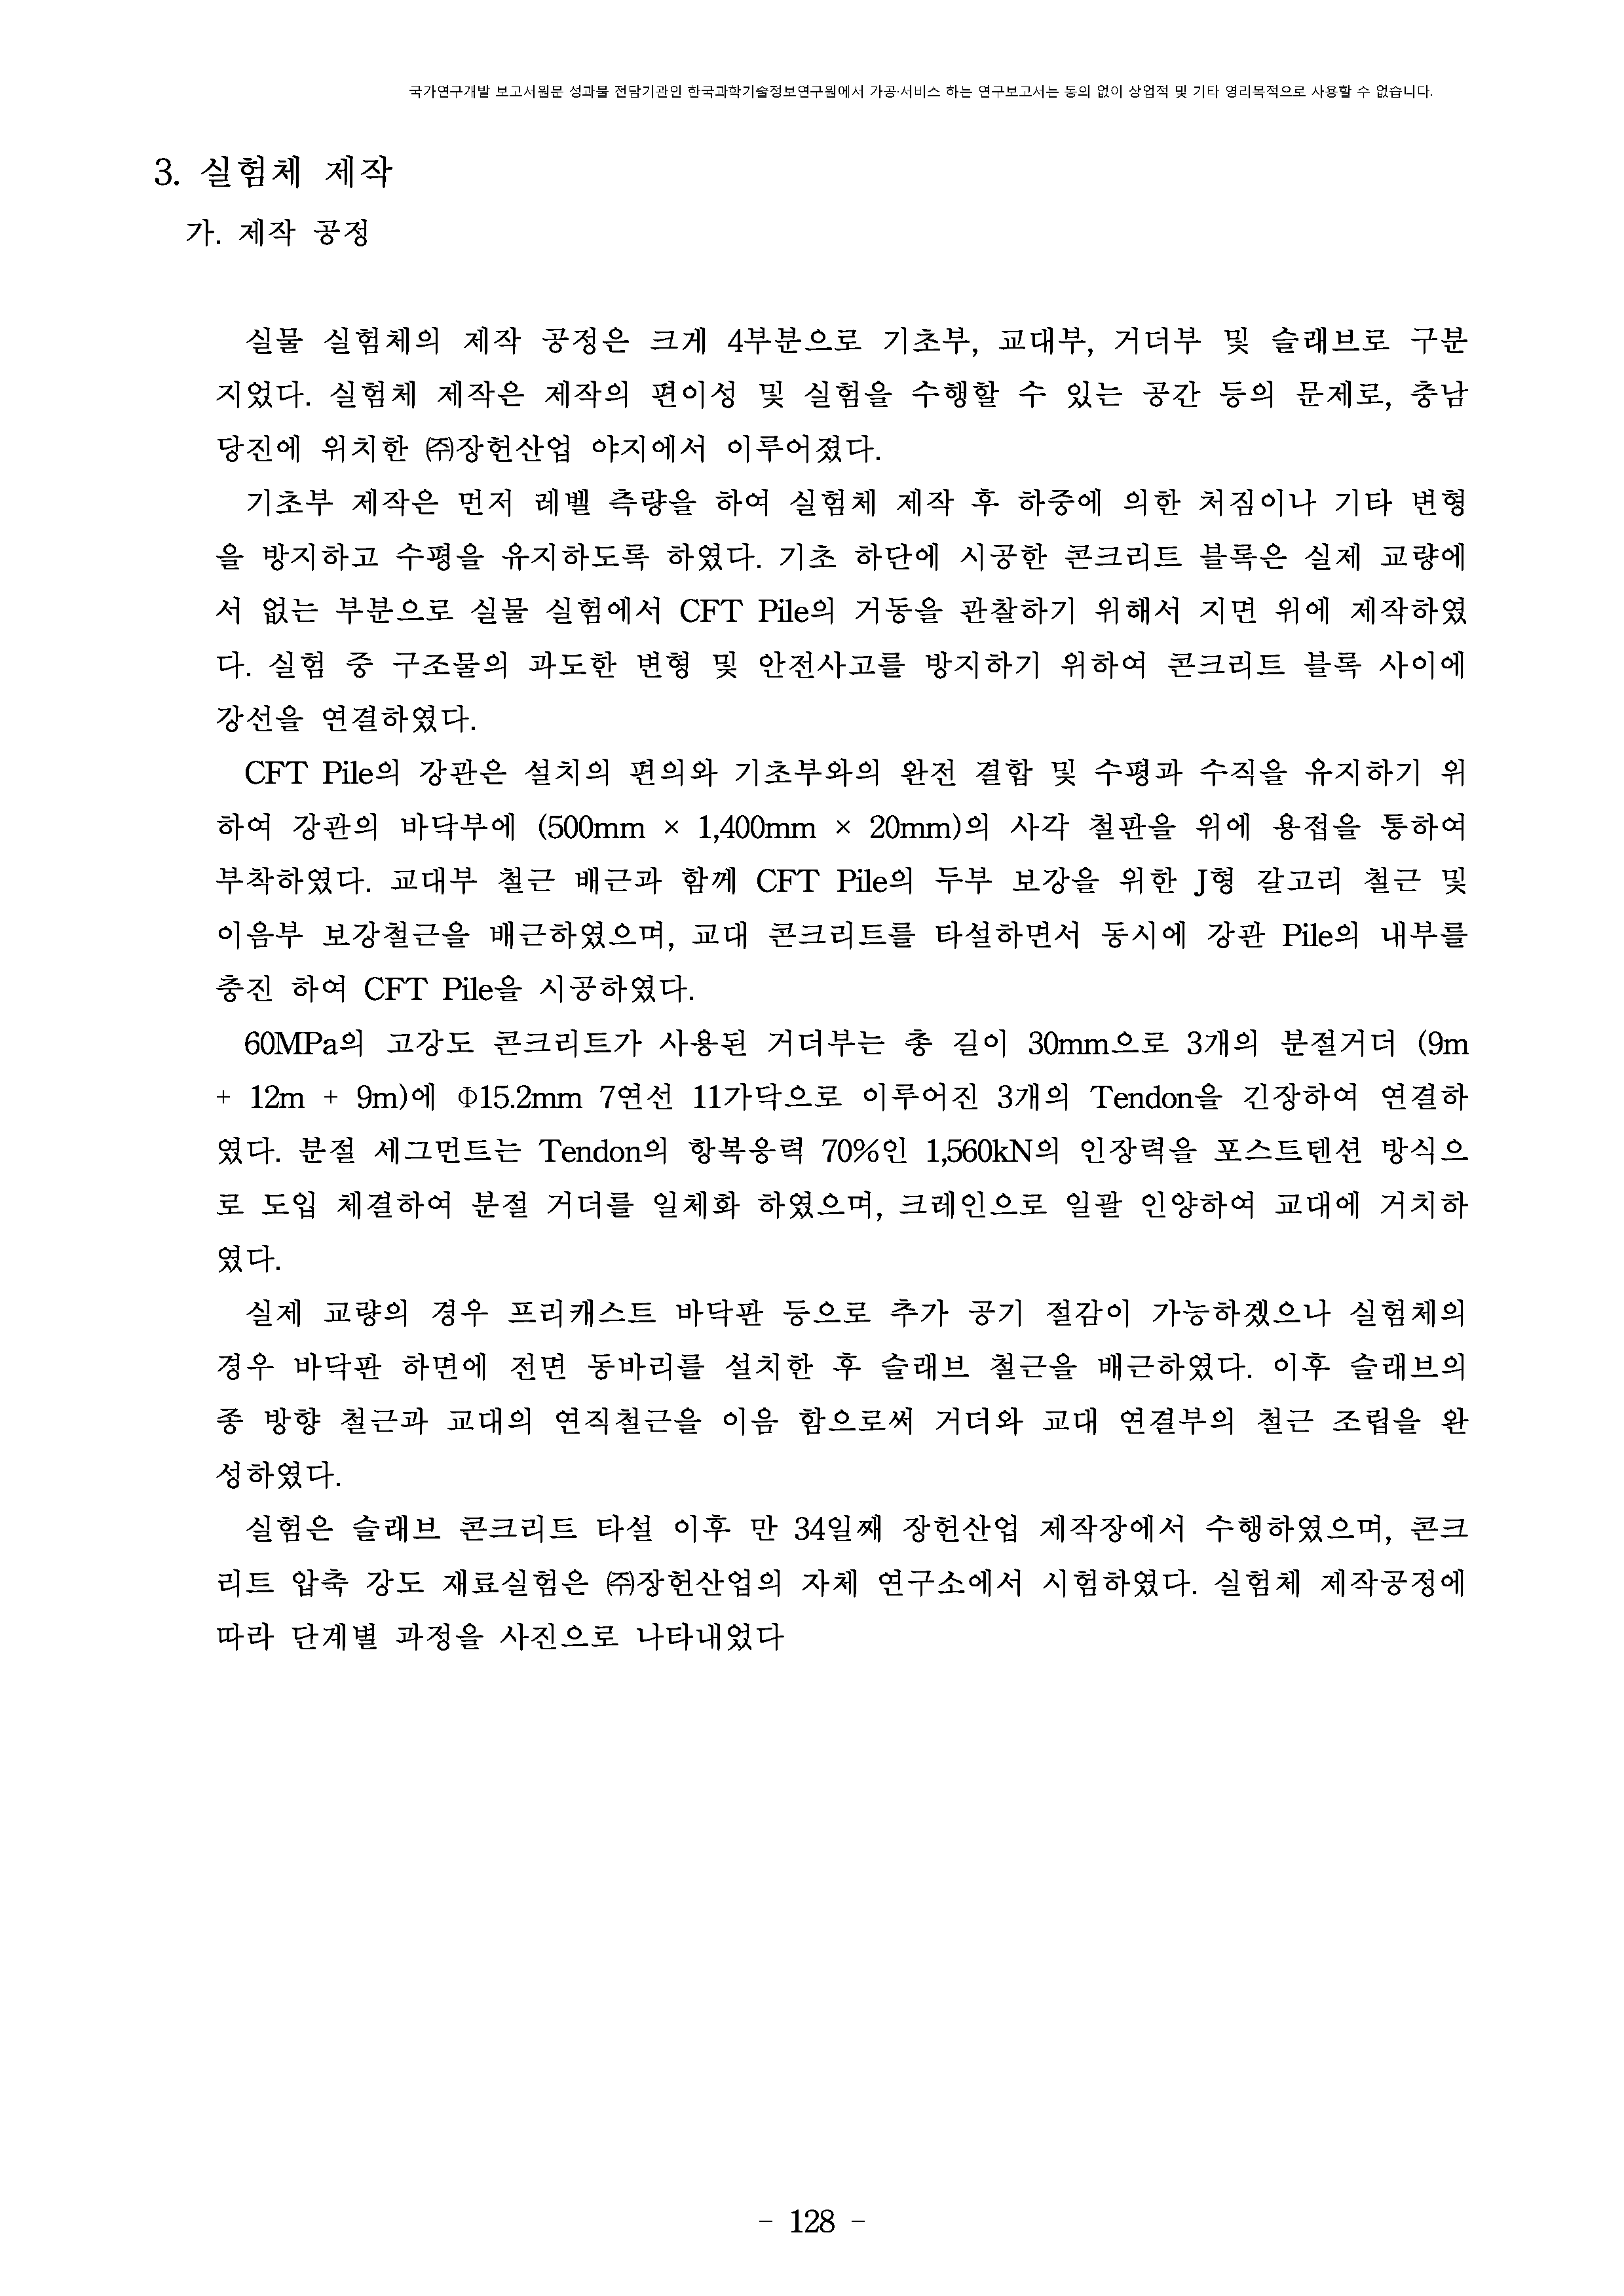 국가연구개발 보고서원문 성과물 전담기관인 한국과학기술정보연구원에서 가공·서비스 하는 연구보고서는 동의 없이 상업적 및 기타 영리목적으로 사용할 수 없습니다.
3. 실험체 제작
가. 제작 공정
실물 실험체의 제작 공정은 크게 4부분으로 기초부, 교대부, 거더부 및 슬래브로 구분
지었다. 실험체 제작은 제작의 편이성 및 실험을 수행할 수 있는 공간 등의 문제로, 충남
당진에 위치한 ㈜장헌산업 야지에서 이루어졌다.
기초부 제작은 먼저 레벨 측량을 하여 실험체 제작 후 하중에 의한 처짐이나 기타 변형
을 방지하고 수평을 유지하도록 하였다. 기초 하단에 시공한 콘크리트 블록은 실제 교량에
서 없는 부분으로 실물 실험에서 CFT Pile의 거동을 관찰하기 위해서 지면 위에 제작하였
다. 실험 중 구조물의 과도한 변형 및 안전사고를 방지하기 위하여 콘크리트 블록 사이에
강선을 연결하였다.
CFT Pile의 강관은 설치의 편의와 기초부와의 완전 결합 및 수평과 수직을 유지하기 위
하여 강관의 바닥부에 (500mm × 1,400mm × 20mm)의 사각 철판을 위에 용접을 통하여
부착하였다. 교대부 철근 배근과 함께 CFT Pile의 두부 보강을 위한 J형 갈고리 철근 및
이음부 보강철근을 배근하였으며, 교대 콘크리트를 타설하면서 동시에 강관 Pile의 내부를
충진 하여 CFT Pile을 시공하였다.
60MPa의 고강도 콘크리트가 사용된 거더부는 총 길이 30mm으로 3개의 분절거더 (9m
+ 12m + 9m)에 Φ15.2mm 7연선 11가닥으로 이루어진 3개의 Tendon을 긴장하여 연결하
였다. 분절 세그먼트는 Tendon의 항복응력 70%인 1,560kN의 인장력을 포스트텐션 방식으
로 도입 체결하여 분절 거더를 일체화 하였으며, 크레인으로 일괄 인양하여 교대에 거치하
였다.
실제 교량의 경우 프리캐스트 바닥판 등으로 추가 공기 절감이 가능하겠으나 실험체의
경우 바닥판 하면에 전면 동바리를 설치한 후 슬래브 철근을 배근하였다. 이후 슬래브의
종 방향 철근과 교대의 연직철근을 이음 함으로써 거더와 교대 연결부의 철근 조립을 완
성하였다.
실험은 슬래브 콘크리트 타설 이후 만 34일째 장헌산업 제작장에서 수행하였으며, 콘크
리트 압축 강도 재료실험은 ㈜장헌산업의 자체 연구소에서 시험하였다. 실험체 제작공정에
따라 단계별 과정을 사진으로 나타내었다
- 128 -